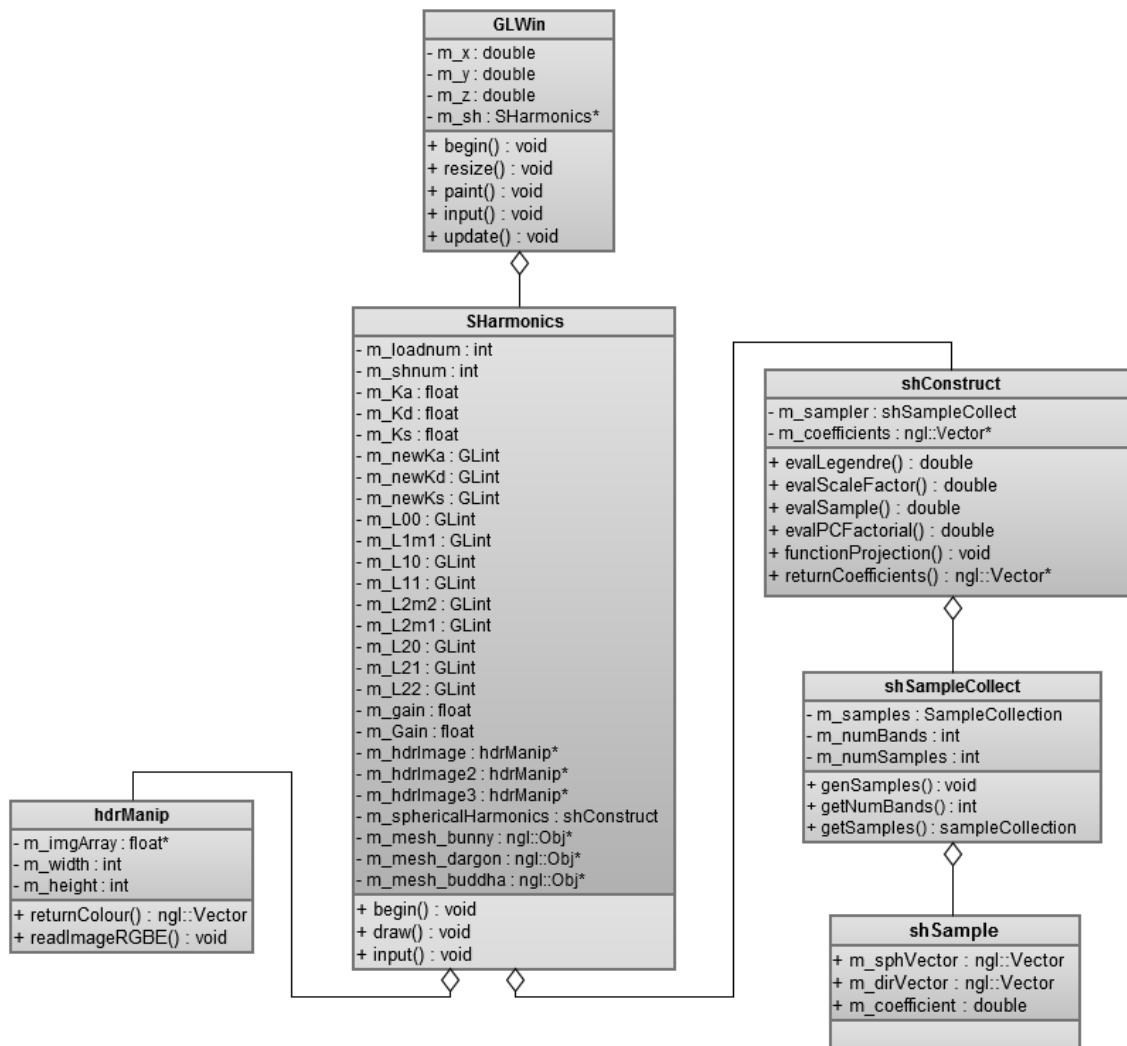 GLWin
- m_x : double
- m_y : double
- m_z : double
- m_sh : SHarmonics*
+ begin() : void
+ resize() : void
+ paint() : void
+ input() : void
+ update() : void
SHarmonics
- m_loadnum : int
- m_shnum : int
- m_Ka : float
- m_Kd : float
- m_Ks : float
- m_newKa : GLint
- m_newKd : GLint
- m_newKs : GLint
- m_L00 : GLint
- m_L1m1 : GLint
- m_L10 : GLint
- m_L11 : GLint
- m_L2m2 : GLint
- m_L2m1 : GLint
- m_L20 : GLint
- m_L21 : GLint
- m_L22 : GLint
- m_gain : float
- m_Gain : float
- m_hdrImage : hdrManip*
- m_hdrImage2 : hdrManip*
- m_hdrImage3 : hdrManip*
- m_sphericalHarmonics : shConstruct
- m_mesh_bunny : ngl::Obj*
- m_mesh_dargon : ngl::Obj*
- m_mesh_buddha : ngl::Obj*
+ begin() : void
+ draw() : void
+ input() : void
shConstruct
- m_sampler : shSampleCollect
- m_coefficients : ngl::Vector*
+ evalLegendre() : double
+ evalScaleFactor() : double
+ evalSample() : double
+ evalPCFactorial() : double
+ functionProjection() : void
+ returnCoefficients() : ngl::Vector*
shSampleCollect
- m_samples : SampleCollection
- m_numBands : int
- m_numSamples : int
+ genSamples() : void
+ getNumBands() : int
+ getSamples() : sampleCollection
hdrManip
- m_imgArray : float*
- m_width : int
- m_height : int
+ returnColour() : ngl::Vector
+ readImageRGBE() : void
shSample
+ m_sphVector : ngl::Vector
+ m_dirVector : ngl::Vector
+ m_coefficient : double